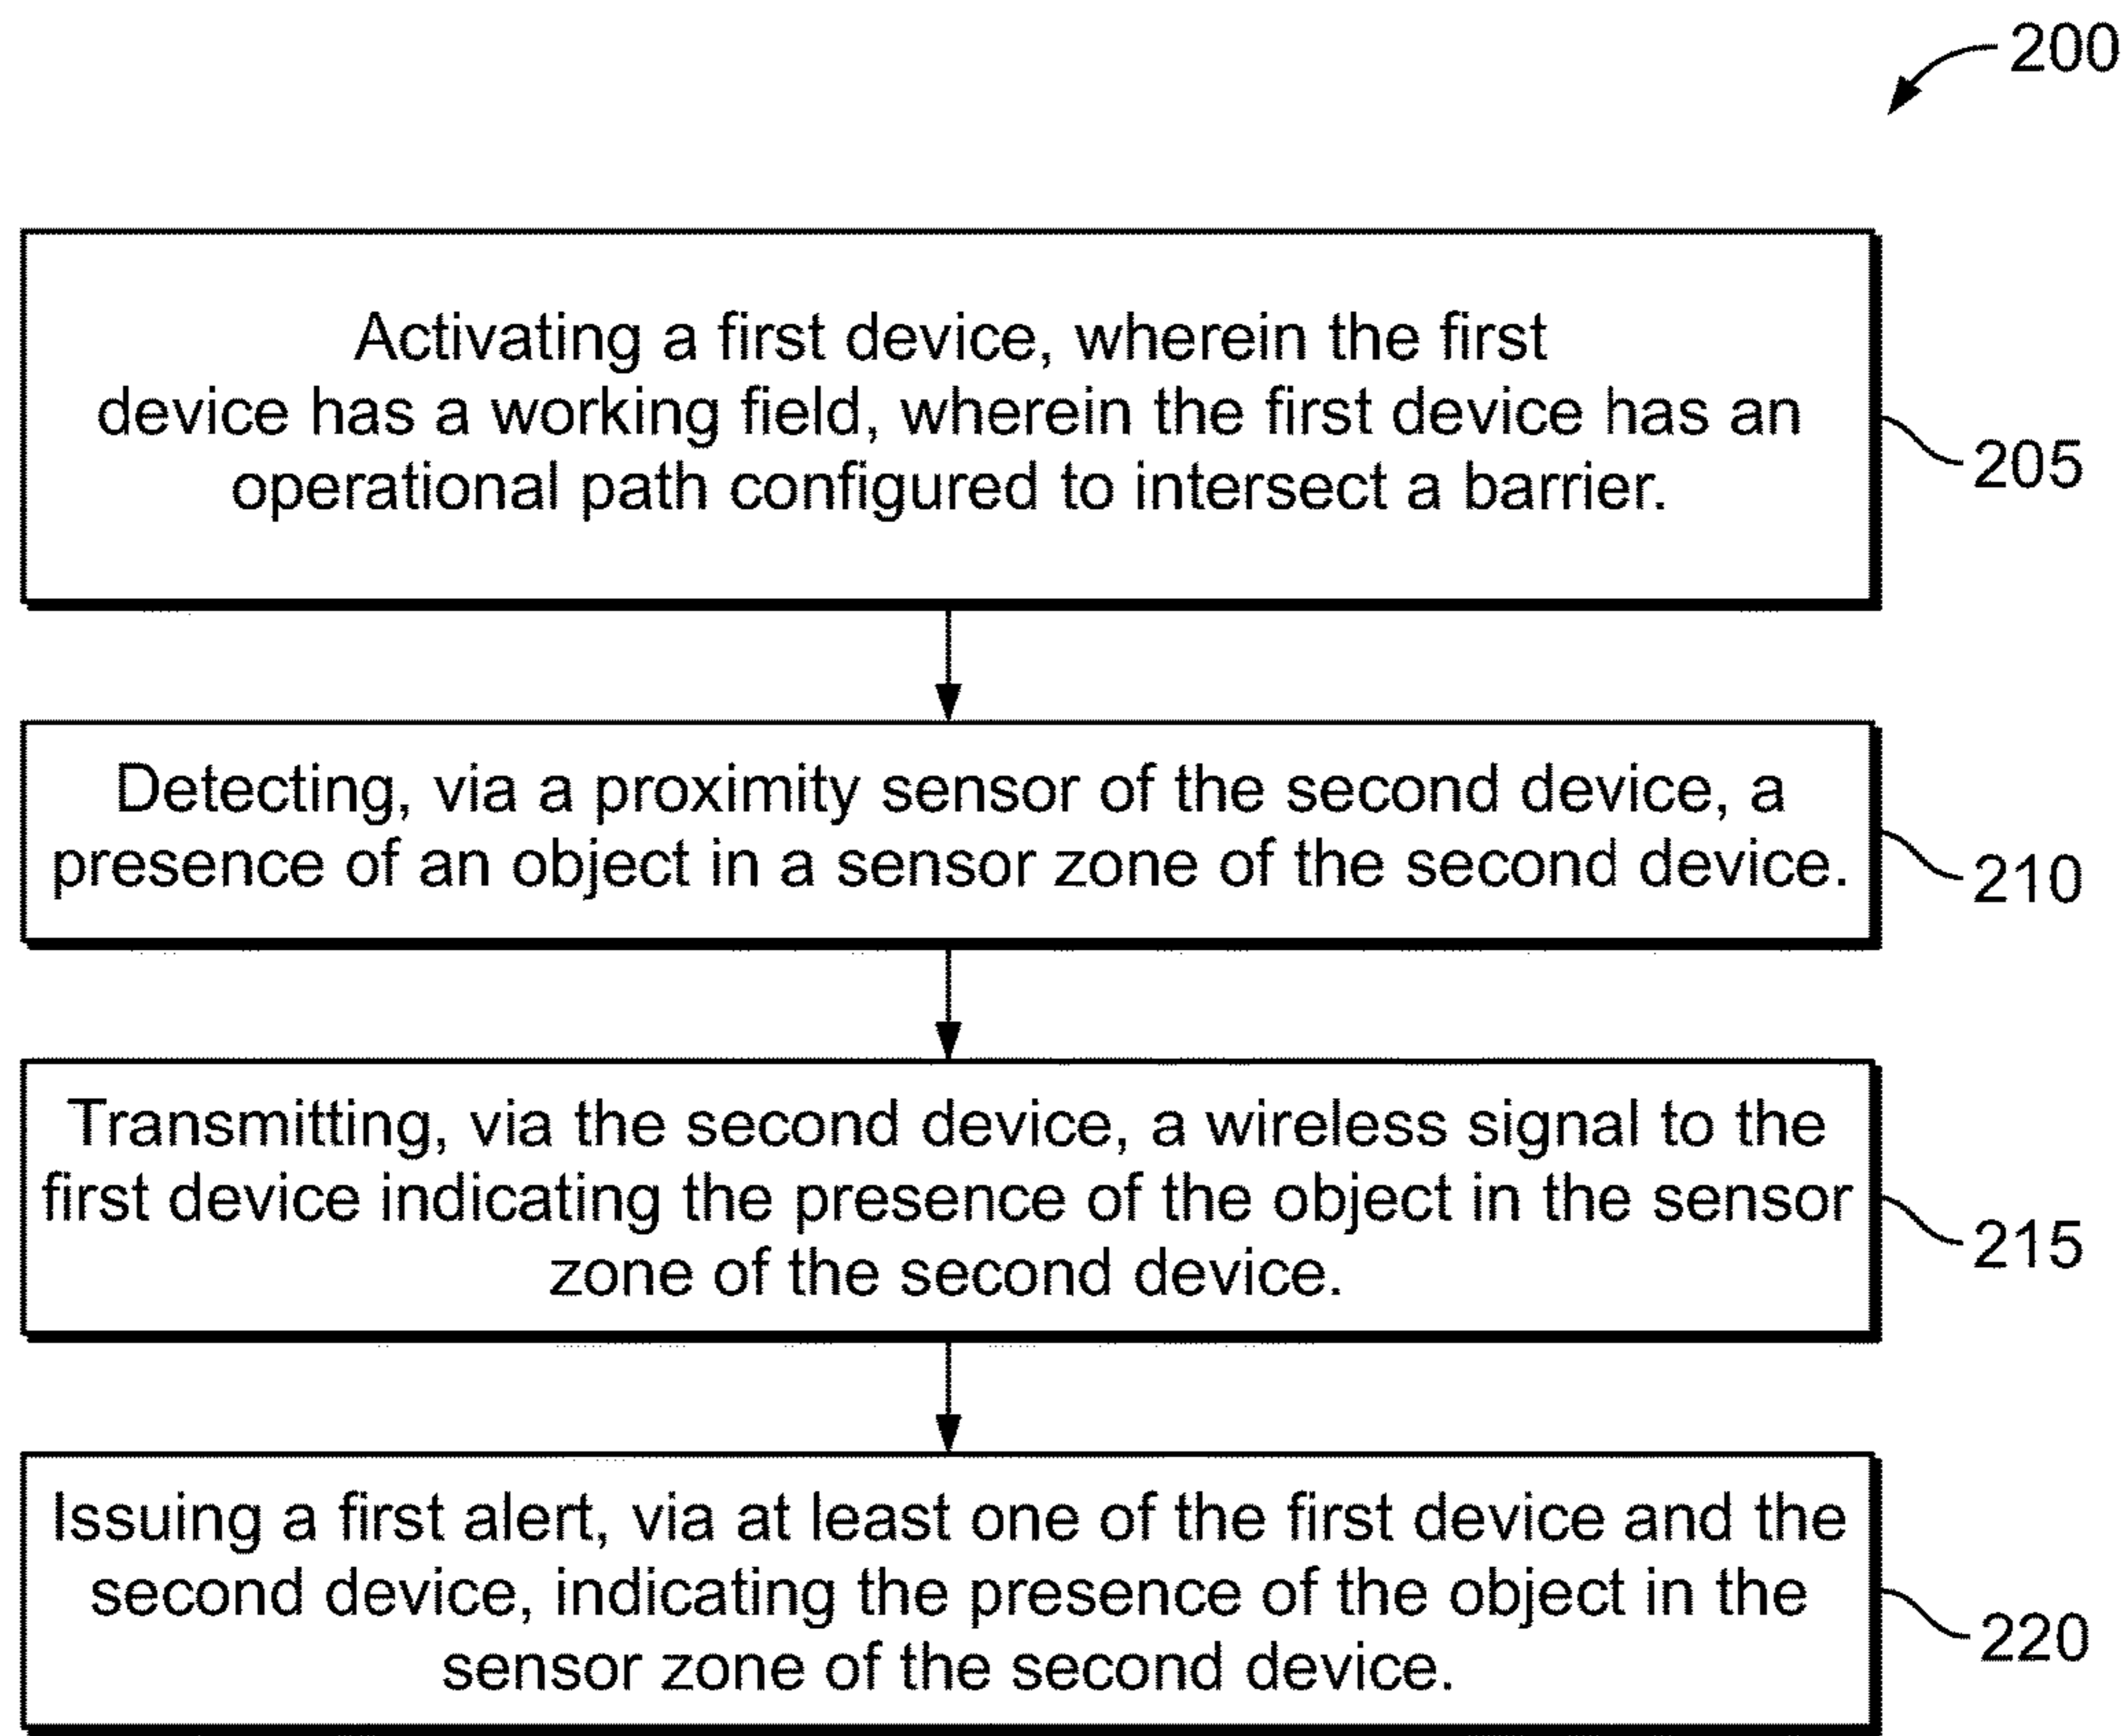 200
Activating a first device, wherein the first
device has a working field, wherein the first device has an
operational path configured to intersect a barrier.
205
Detecting, via a proximity sensor of the second device, a
presence of an object in a sensor zone of the second device.
210
Transmitting, via the second device, a wireless signal to the
first device indicating the presence of the object in the sensor
zone of the second device.
215
Issuing a first alert, via at least one of the first device and the
second device, indicating the presence of the object in the
sensor zone of the second device.
220